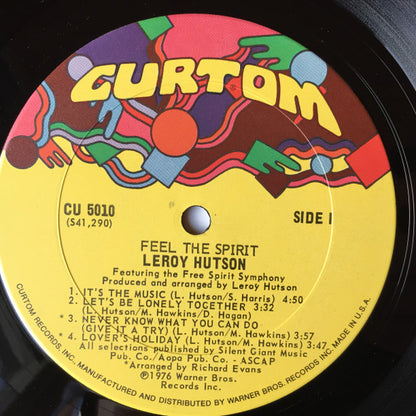 CURTOM
CU 5010
(S41,290)
SIDE I
FEEL THE SPIRIT
LEROY HUTSON
Featuring the Free Spirit Symphony
Produced and arranged by Leroy Hutson
1. IT'S THE MUSIC (L. Hutson/S. Harris) 4:50
2. LET'S BE LONELY TOGETHER 3:32
(L. Hutson/M. Hawkins/D. Hagan)
* 3. NEVER KNOW WHAT YOU CAN DO
(GIVE IT A TRY) (L. Hutson/M. Hawkins) 3:57
* 4. LOVER'S HOLIDAY (L. Hutson/M. Hawkins) 3:47
All selections published by Silent Giant Music
Pub. Co./Aopa Pub. Co. - ASCAP
*Arranged by Richard Evans
℗1976 Warner Bros.
Records Inc.
CURTOM RECORDS, INC. MANUFACTURED AND DISTRIBUTED BY WARNER BROS. RECORDS INC. MADE IN U.S.A.